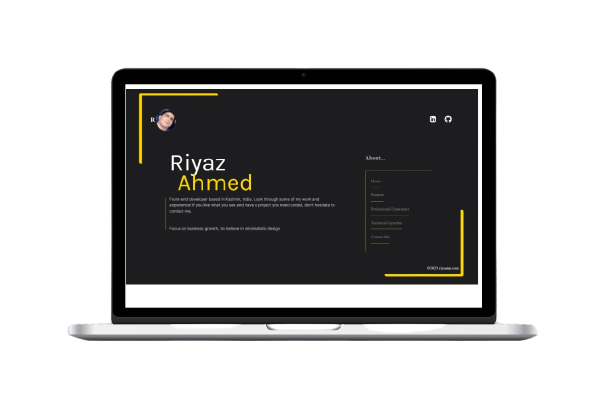 R
Riyaz
Ahmed
Front-end developer based in Kashmir, India. Look through some of my work and
experience! If you like what you see and have a project you need coded, dont hesitate to
contact me.
Focus on business growth, So believe in minimalistic design
About...
Home
Projects
Professional Experience
Technical Expertise
Contact Me